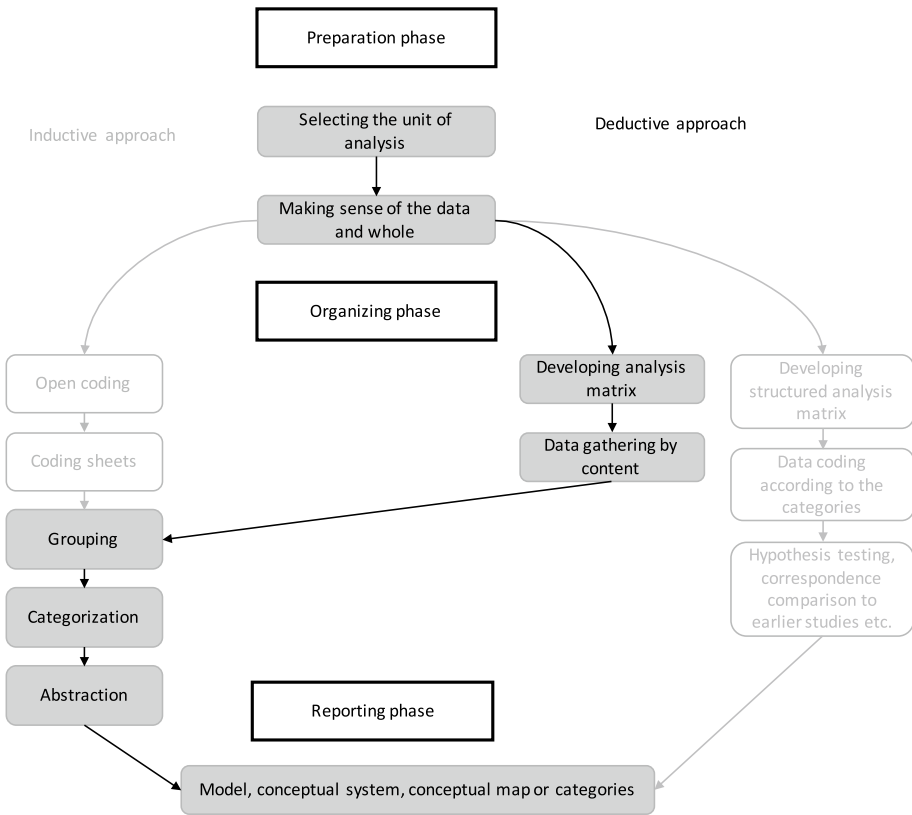 Preparation phase
Inductive approach
Selecting the unit of
analysis
Deductive approach
Making sense of the data
and whole
Organizing phase
Open coding
Developing analysis
matrix
Developing
structured analysis
matrix
Coding sheets
Data gathering by
content
Data coding
according to the
categories
Grouping
Hypothesis testing,
correspondence
comparison to
earlier studies etc.
Categorization
Abstraction
Reporting phase
Model, conceptual system, conceptual map or categories